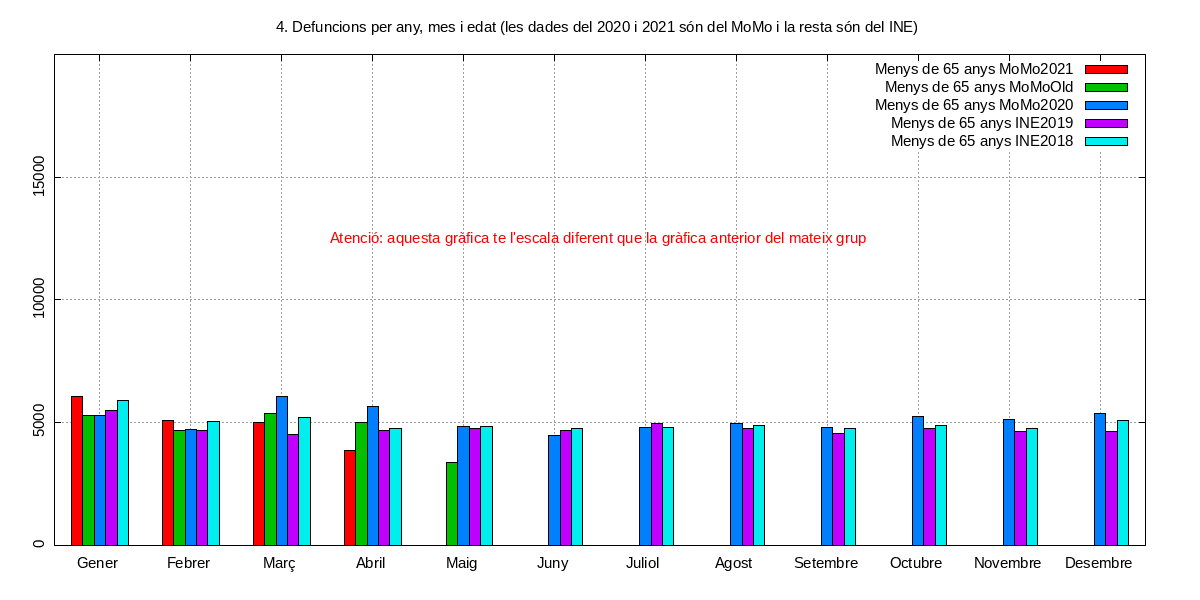 4. Defuncions per any, mes i edat (les dades del 2020 i 2021 són del MoMo i la resta són del INE)
Menys de 65 anys MoMo2021
Menys de 65 anys MoMoOld
Menys de 65 anys MoMo2020
Menys de 65 anys INE2019
Menys de 65 anys INE2018
15000
Atenció: aquesta gràfica te l'escala diferent que la gràfica anterior del mateix grup
10000
5000
0
Gener Febrer Març Abril Maig Juny Juliol Agost Setembre Octubre Novembre Desembre